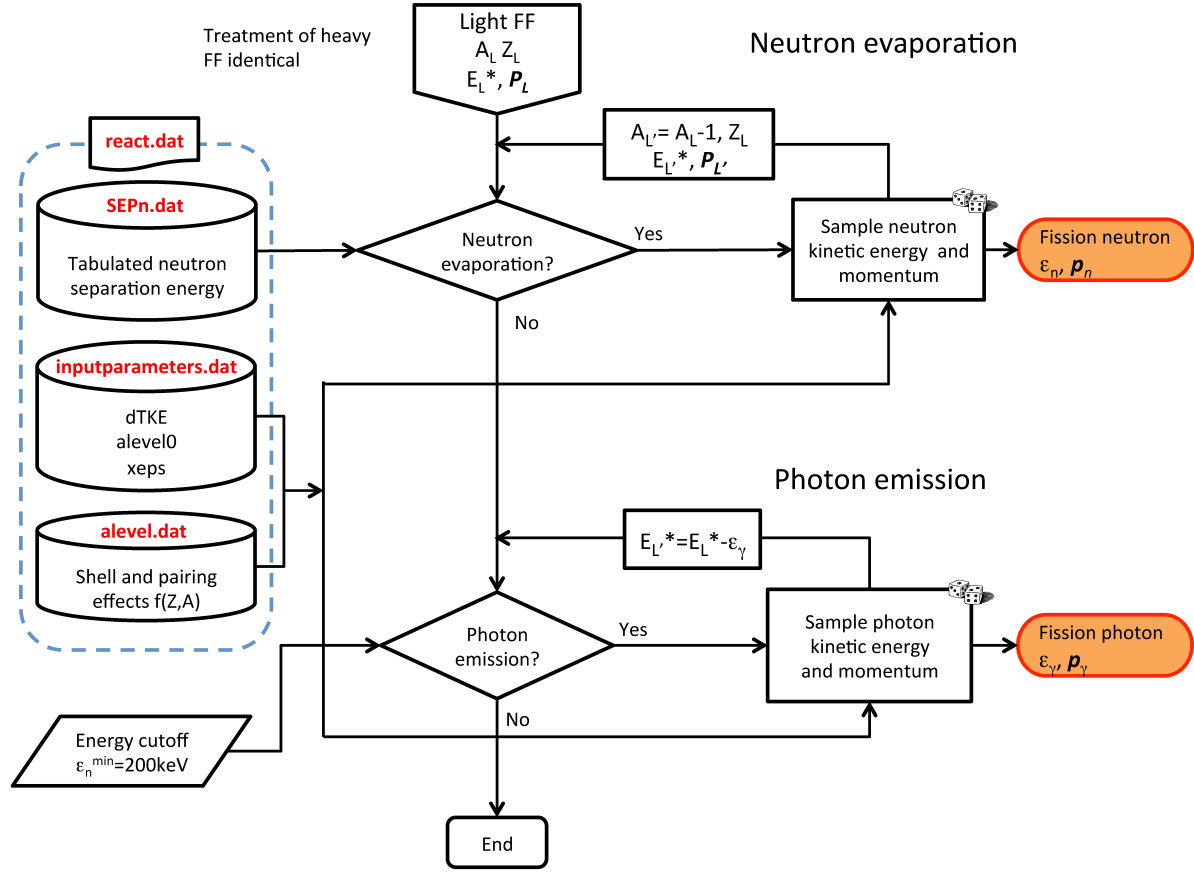 Treatment of heavy
FF identical
Light FF
A_L Z_L
E_L*, P_L
Neutron evaporation
A_L'= A_L-1, Z_L
E_L'*, P_L'
react.dat
SEPn.dat
Tabulated neutron
separation energy
Neutron
evaporation?
Yes
No
Sample neutron
kinetic energy and
momentum
Fission neutron
ε_n, p_n
inputparameters.dat
dTKE
alevel0
xeps
alevel.dat
Shell and pairing
effects f(Z,A)
Photon emission
E_L'*=E_L*-ε_γ
Photon
emission?
Yes
No
Sample photon
kinetic energy
and momentum
Fission photon
ε_γ, p_γ
Energy cutoff
ε_n^min=200keV
End